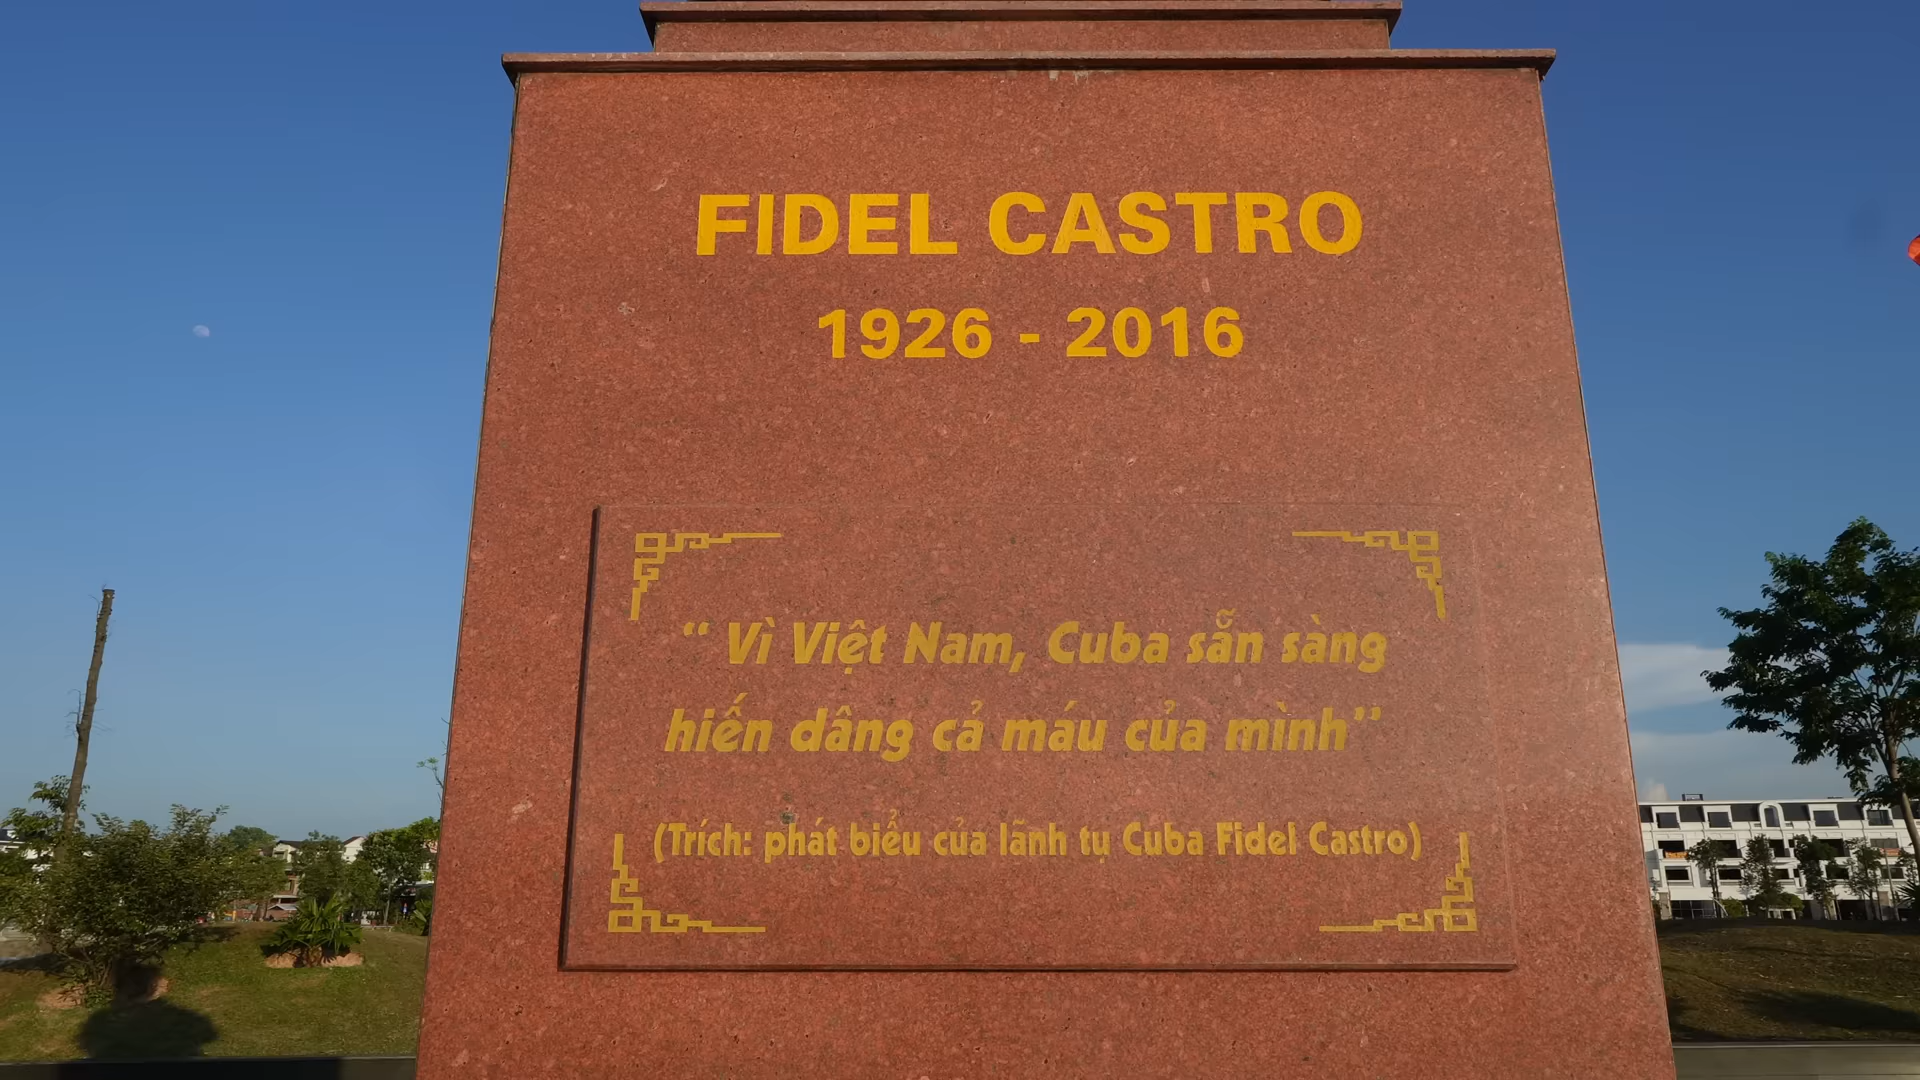 FIDEL CASTRO
1926 - 2016
“ Vì Việt Nam, Cuba sẵn sàng
hiến dâng cả máu của mình”
(Trích: phát biểu của lãnh tụ Cuba Fidel Castro)